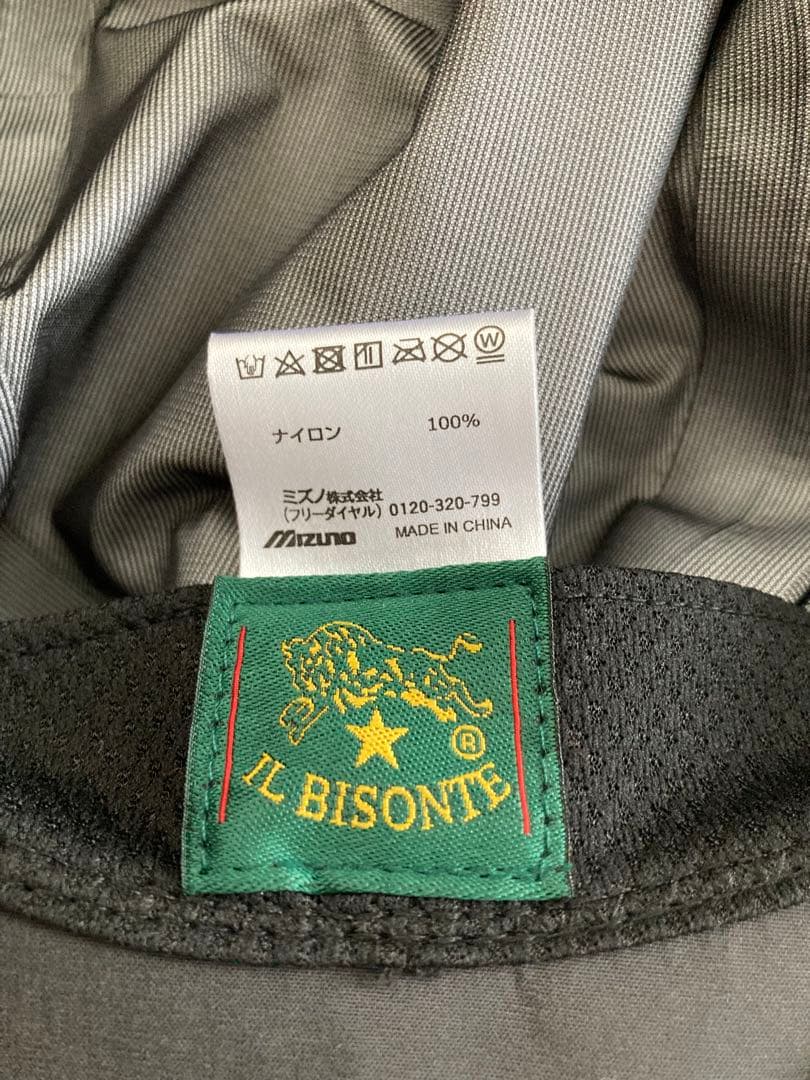 W
ナイロン 100%
ミズノ株式会社
(フリーダイヤル) 0120-320-799
MIZUNO MADE IN CHINA
®
IL BISONTE